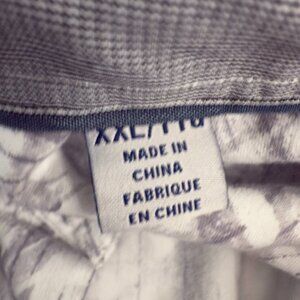 XXL/TTG
MADE IN
CHINA
FABRIQUE
EN CHINE